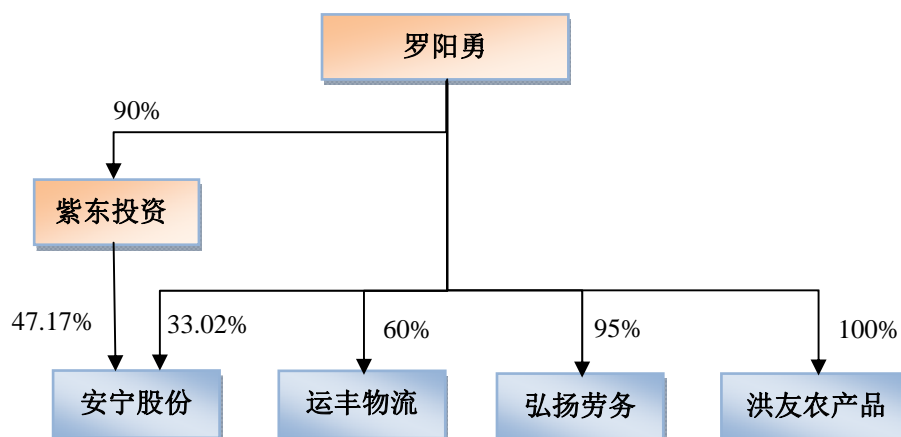 罗阳勇
90%
紫东投资
47.17%
33.02%
60%
95%
100%
安宁股份
运丰物流
弘扬劳务
洪友农产品